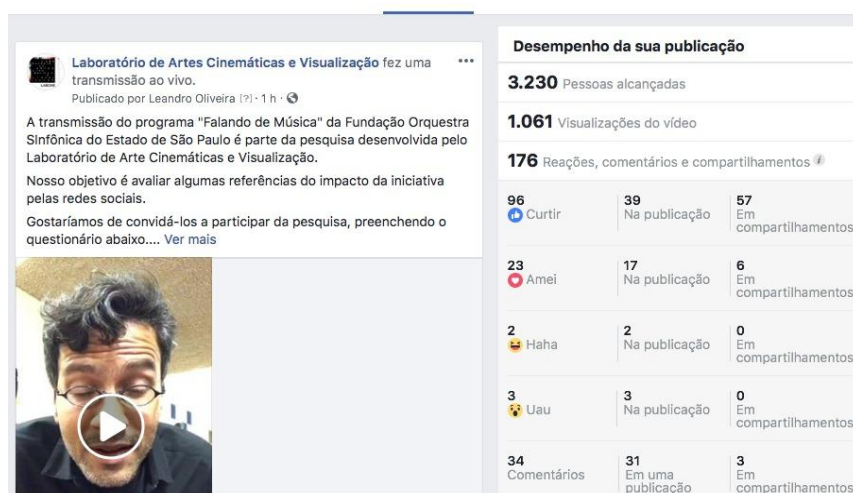 Laboratório de Artes Cinemáticas e Visualização fez uma
transmissão ao vivo.
Publicado por Leandro Oliveira [?] · 1 h ·
A transmissão do programa "Falando de Música" da Fundação Orquestra
SInfônica do Estado de São Paulo é parte da pesquisa desenvolvida pelo
Laboratório de Arte Cinemáticas e Visualização.
Nosso objetivo é avaliar algumas referências do impacto da iniciativa
pelas redes sociais.
Gostaríamos de convidá-los a participar da pesquisa, preenchendo o
questionário abaixo.... Ver mais
Desempenho da sua publicação
3.230 Pessoas alcançadas
1.061 Visualizações do vídeo
176 Reações, comentários e compartilhamentos i
96
Curtir
39
Na publicação
57
Em
compartilhamentos
23
Amei
17
Na publicação
6
Em
compartilhamentos
2
Haha
2
Na publicação
0
Em
compartilhamentos
3
Uau
3
Na publicação
0
Em
compartilhamentos
34
Comentários
31
Em uma
publicação
3
Em
compartilhamentos